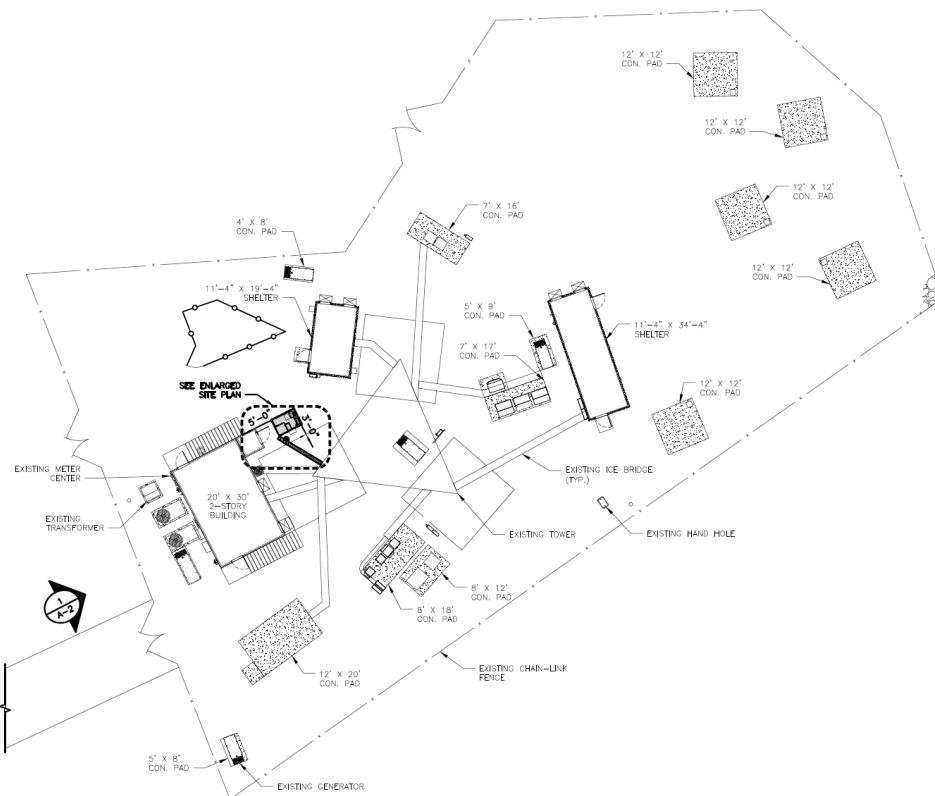 12' X 12'
CON. PAD
12' X 12'
CON. PAD
12' X 12'
CON. PAD
7' X 16'
CON. PAD
4' X 8'
CON. PAD
12' X 12'
CON. PAD
11'-4" X 19'-4"
SHELTER
5' X 9'
CON. PAD
11'-4" X 34'-4"
SHELTER
7' X 17'
CON. PAD
SEE ENLARGED
SITE PLAN
12' X 12'
CON. PAD
5'-0"
3'-0"
EXISTING METER
CENTER
EXISTING ICE BRIDGE
(TYP.)
20' X 30'
2-STORY
BUILDING
EXISTING
TRANSFORMER
EXISTING TOWER
EXISTING HAND HOLE
1
A-2
8' X 12'
CON. PAD
8' X 18'
CON. PAD
12' X 20'
CON. PAD
EXISTING CHAIN-LINK
FENCE
5' X 8'
CON. PAD
EXISTING GENERATOR